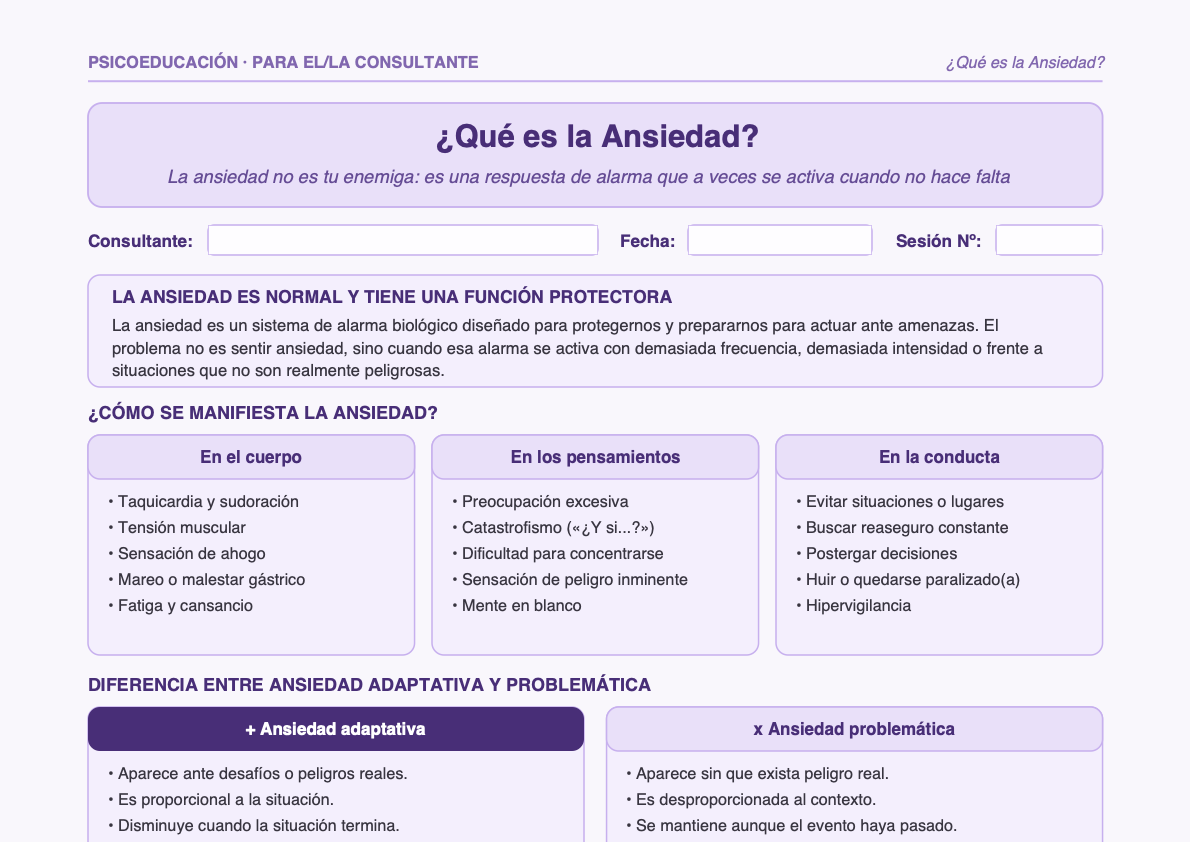 PSICOEDUCACIÓN · PARA EL/LA CONSULTANTE
¿Qué es la Ansiedad?
¿Qué es la Ansiedad?
La ansiedad no es tu enemiga: es una respuesta de alarma que a veces se activa cuando no hace falta
Consultante:
Fecha:
Sesión Nº:
LA ANSIEDAD ES NORMAL Y TIENE UNA FUNCIÓN PROTECTORA
La ansiedad es un sistema de alarma biológico diseñado para protegernos y prepararnos para actuar ante amenazas. El
problema no es sentir ansiedad, sino cuando esa alarma se activa con demasiada frecuencia, demasiada intensidad o frente a
situaciones que no son realmente peligrosas.
¿CÓMO SE MANIFIESTA LA ANSIEDAD?
En el cuerpo
• Taquicardia y sudoración
• Tensión muscular
• Sensación de ahogo
• Mareo o malestar gástrico
• Fatiga y cansancio
En los pensamientos
• Preocupación excesiva
• Catastrofismo («¿Y si...?»)
• Dificultad para concentrarse
• Sensación de peligro inminente
• Mente en blanco
En la conducta
• Evitar situaciones o lugares
• Buscar reaseguro constante
• Postergar decisiones
• Huir o quedarse paralizado(a)
• Hipervigilancia
DIFERENCIA ENTRE ANSIEDAD ADAPTATIVA Y PROBLEMÁTICA
+ Ansiedad adaptativa
• Aparece ante desafíos o peligros reales.
• Es proporcional a la situación.
• Disminuye cuando la situación termina.
x Ansiedad problemática
• Aparece sin que exista peligro real.
• Es desproporcionada al contexto.
• Se mantiene aunque el evento haya pasado.